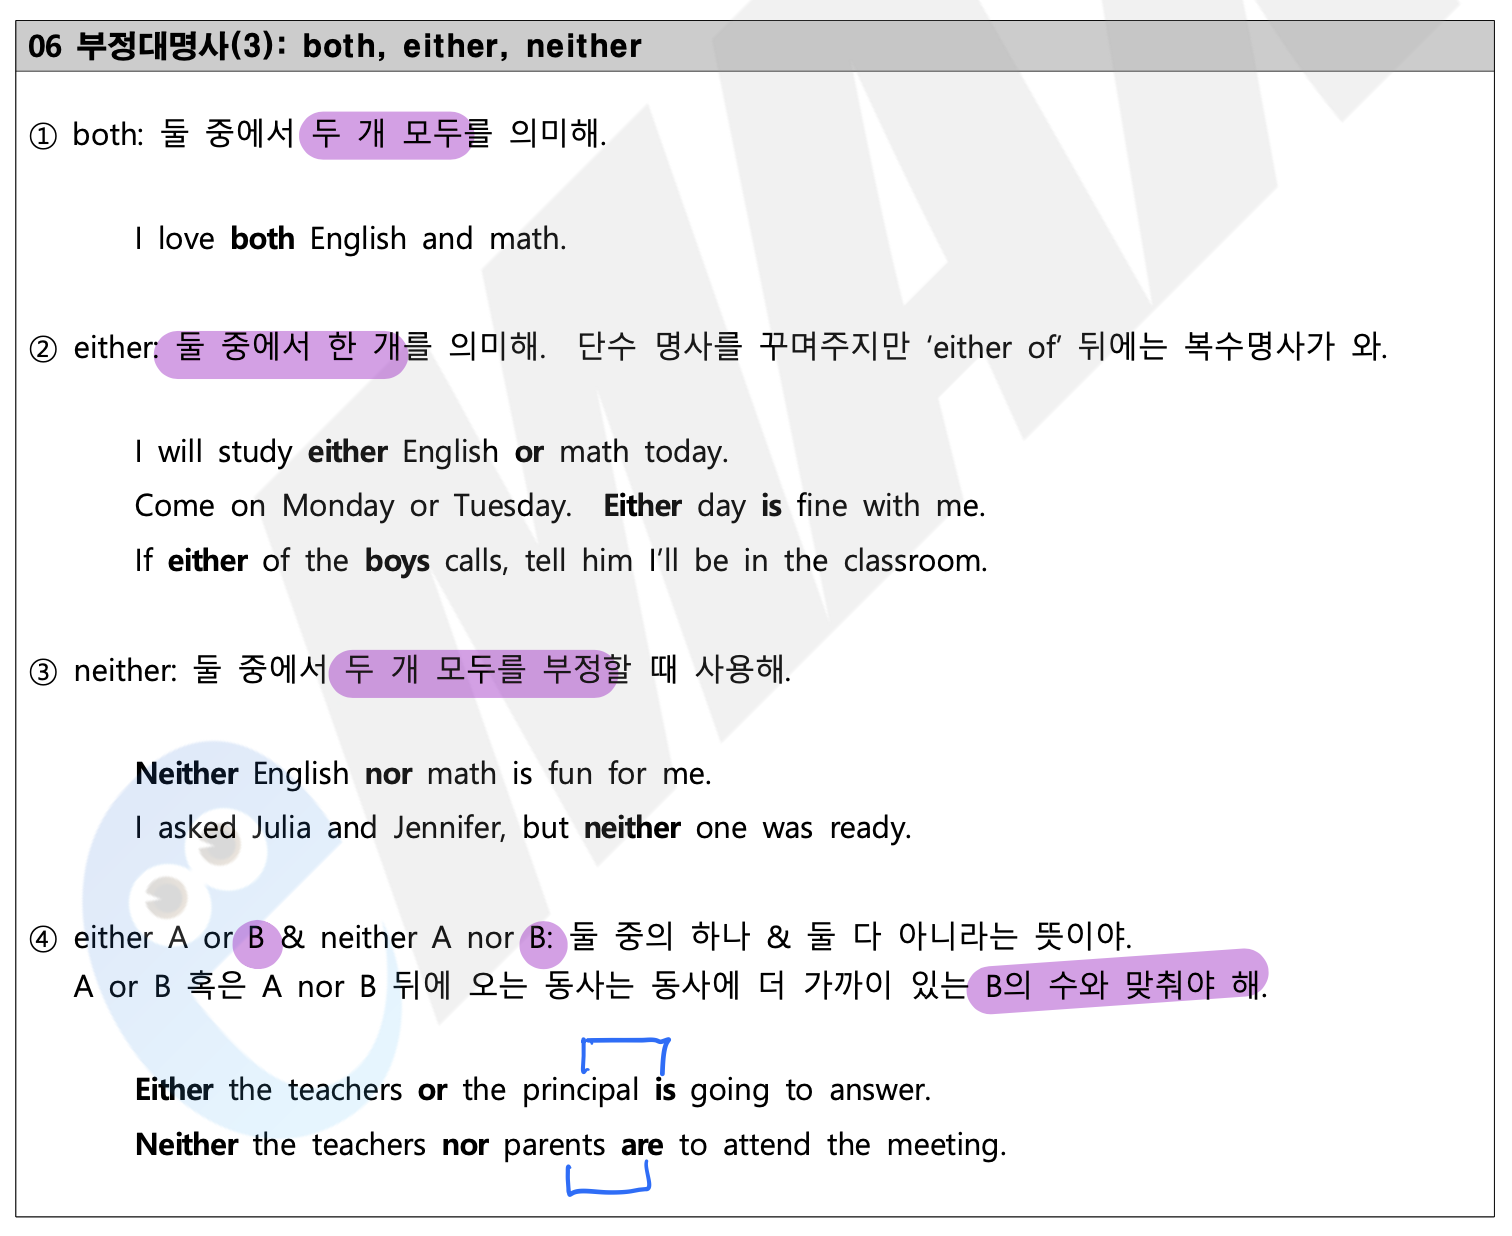 06 부정대명사(3): both, either, neither
① both: 둘 중에서 두 개 모두를 의미해.
I love both English and math.
② either: 둘 중에서 한 개를 의미해. 단수 명사를 꾸며주지만 ‘either of’ 뒤에는 복수명사가 와.
I will study either English or math today.
Come on Monday or Tuesday. Either day is fine with me.
If either of the boys calls, tell him I’ll be in the classroom.
③ neither: 둘 중에서 두 개 모두를 부정할 때 사용해.
Neither English nor math is fun for me.
I asked Julia and Jennifer, but neither one was ready.
④ either A or B & neither A nor B: 둘 중의 하나 & 둘 다 아니라는 뜻이야.
A or B 혹은 A nor B 뒤에 오는 동사는 동사에 더 가까이 있는 B의 수와 맞춰야 해.
Either the teachers or the principal is going to answer.
Neither the teachers nor parents are to attend the meeting.